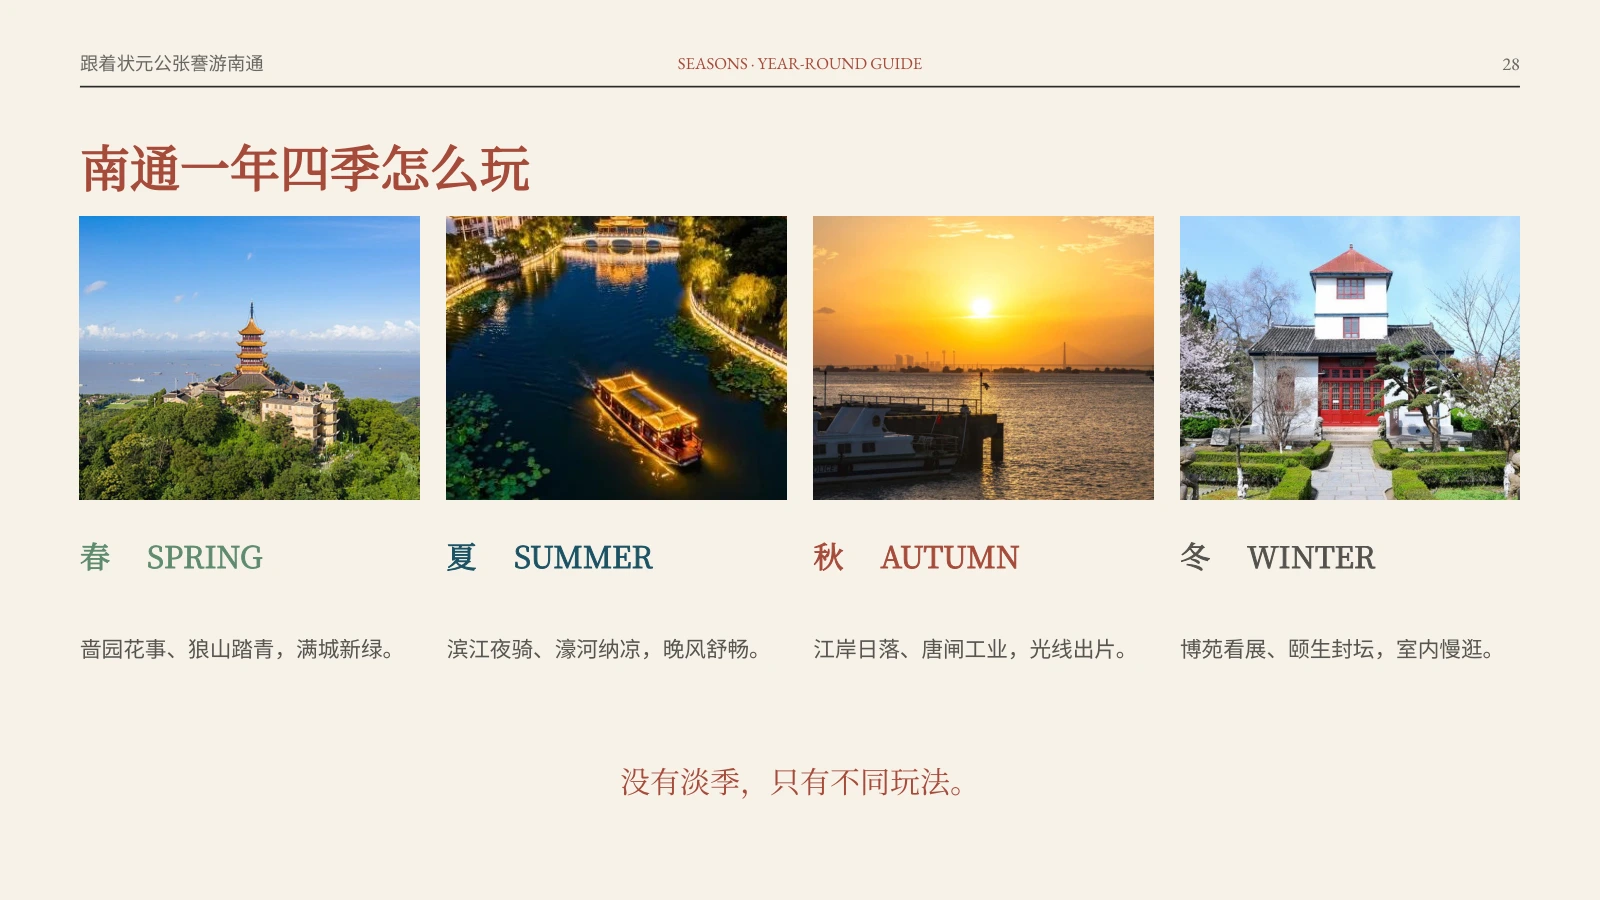 跟着状元公张謇游南通
SEASONS · YEAR-ROUND GUIDE
28
南通一年四季怎么玩
春 SPRING
夏 SUMMER
秋 AUTUMN
冬 WINTER
啬园花事、狼山踏青，满城新绿。
滨江夜骑、濠河纳凉，晚风舒畅。
江岸日落、唐闸工业，光线出片。
博苑看展、颐生封坛，室内慢逛。
没有淡季，只有不同玩法。